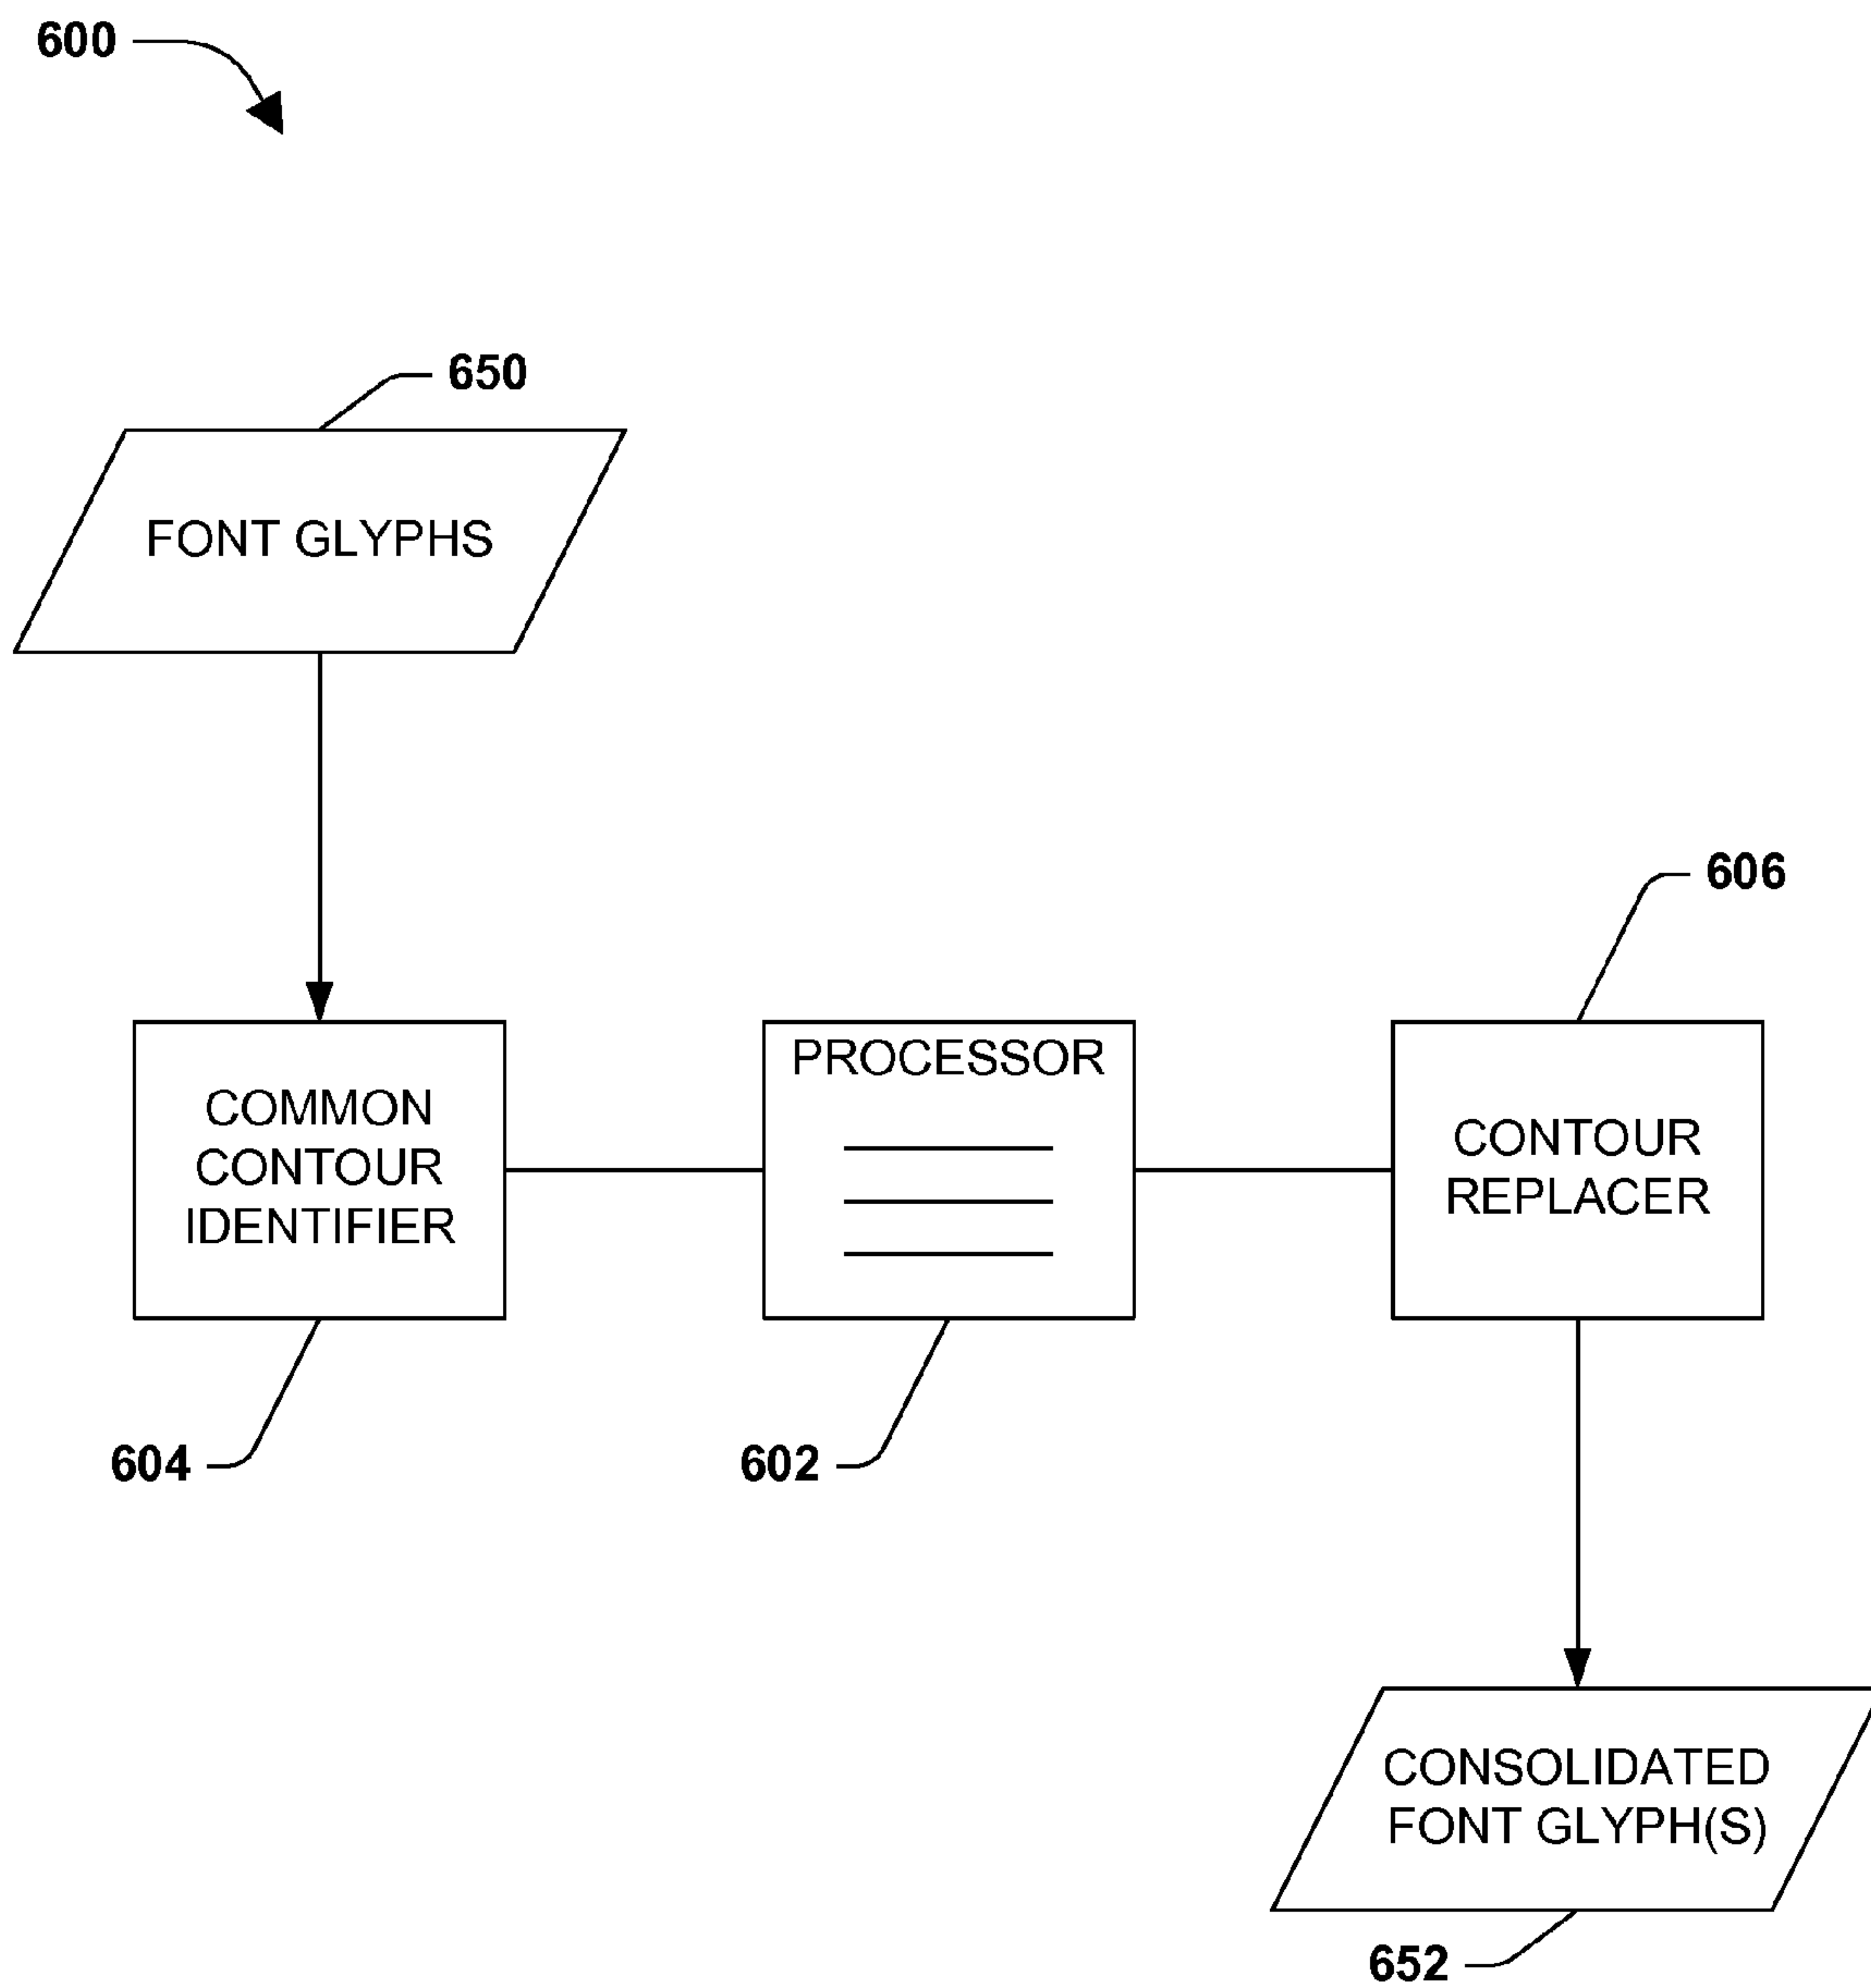 600
650
FONT GLYPHS
606
COMMON
CONTOUR
IDENTIFIER
PROCESSOR
CONTOUR
REPLACER
604
602
CONSOLIDATED
FONT GLYPH(S)
652